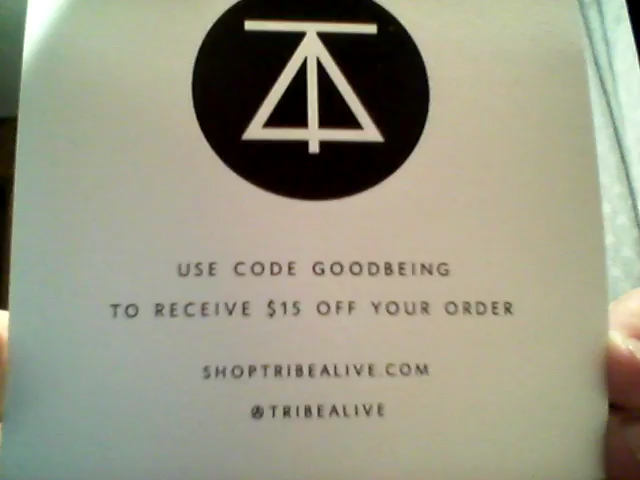 USE CODE GOODBEING
TO RECEIVE $15 OFF YOUR ORDER
SHOPTRIBEALIVE.COM
@TRIBEALIVE